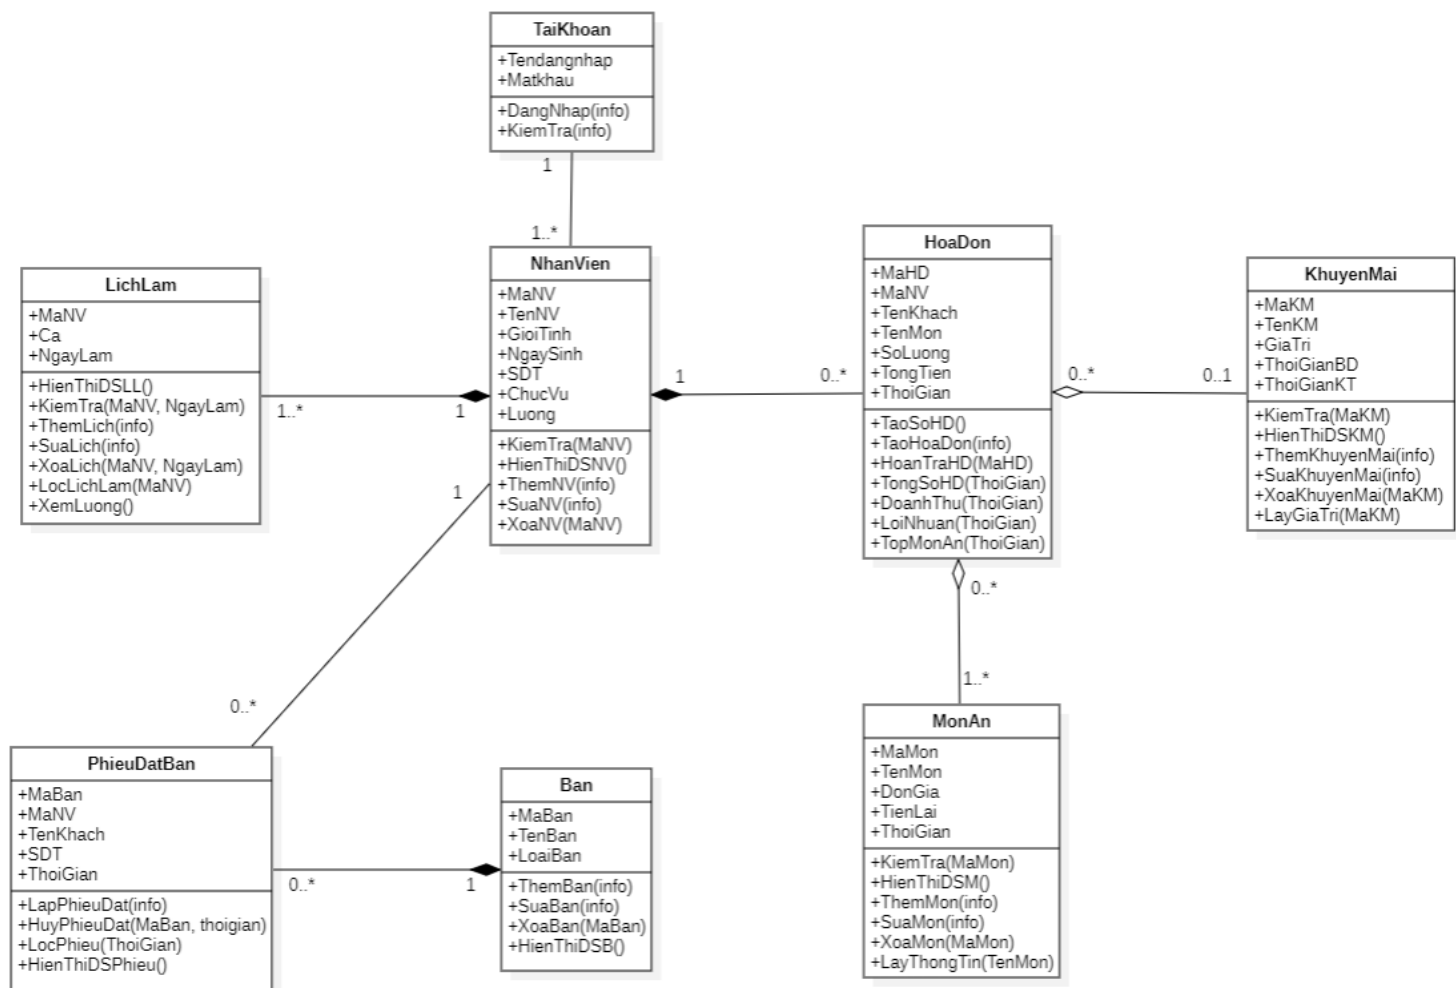 TaiKhoan
+Tendangnhap
+Matkhau
+DangNhap(info)
+KiemTra(info)
1
1..*
NhanVien
+MaNV
+TenNV
+GioiTinh
+NgaySinh
+SDT
+ChucVu
+Luong
+KiemTra(MaNV)
+HienThiDSNV()
+ThemNV(info)
+SuaNV(info)
+XoaNV(MaNV)
LichLam
+MaNV
+Ca
+NgayLam
+HienThiDSLL()
+KiemTra(MaNV, NgayLam)
+ThemLich(info)
+SuaLich(info)
+XoaLich(MaNV, NgayLam)
+LocLichLam(MaNV)
+XemLuong()
1..*
1
1
0..*
HoaDon
+MaHD
+MaNV
+TenKhach
+TenMon
+SoLuong
+TongTien
+ThoiGian
+TaoSoHD()
+TaoHoaDon(info)
+HoanTraHD(MaHD)
+TongSoHD(ThoiGian)
+DoanhThu(ThoiGian)
+LoiNhuan(ThoiGian)
+TopMonAn(ThoiGian)
0..*
0..1
KhuyenMai
+MaKM
+TenKM
+GiaTri
+ThoiGianBD
+ThoiGianKT
+KiemTra(MaKM)
+HienThiDSKM()
+ThemKhuyenMai(info)
+SuaKhuyenMai(info)
+XoaKhuyenMai(MaKM)
+LayGiaTri(MaKM)
1
0..*
0..*
1..*
PhieuDatBan
+MaBan
+MaNV
+TenKhach
+SDT
+ThoiGian
+LapPhieuDat(info)
+HuyPhieuDat(MaBan, thoigian)
+LocPhieu(ThoiGian)
+HienThiDSPhieu()
0..*
1
Ban
+MaBan
+TenBan
+LoaiBan
+ThemBan(info)
+SuaBan(info)
+XoaBan(MaBan)
+HienThiDSB()
MonAn
+MaMon
+TenMon
+DonGia
+TienLai
+ThoiGian
+KiemTra(MaMon)
+HienThiDSM()
+ThemMon(info)
+SuaMon(info)
+XoaMon(MaMon)
+LayThongTin(TenMon)